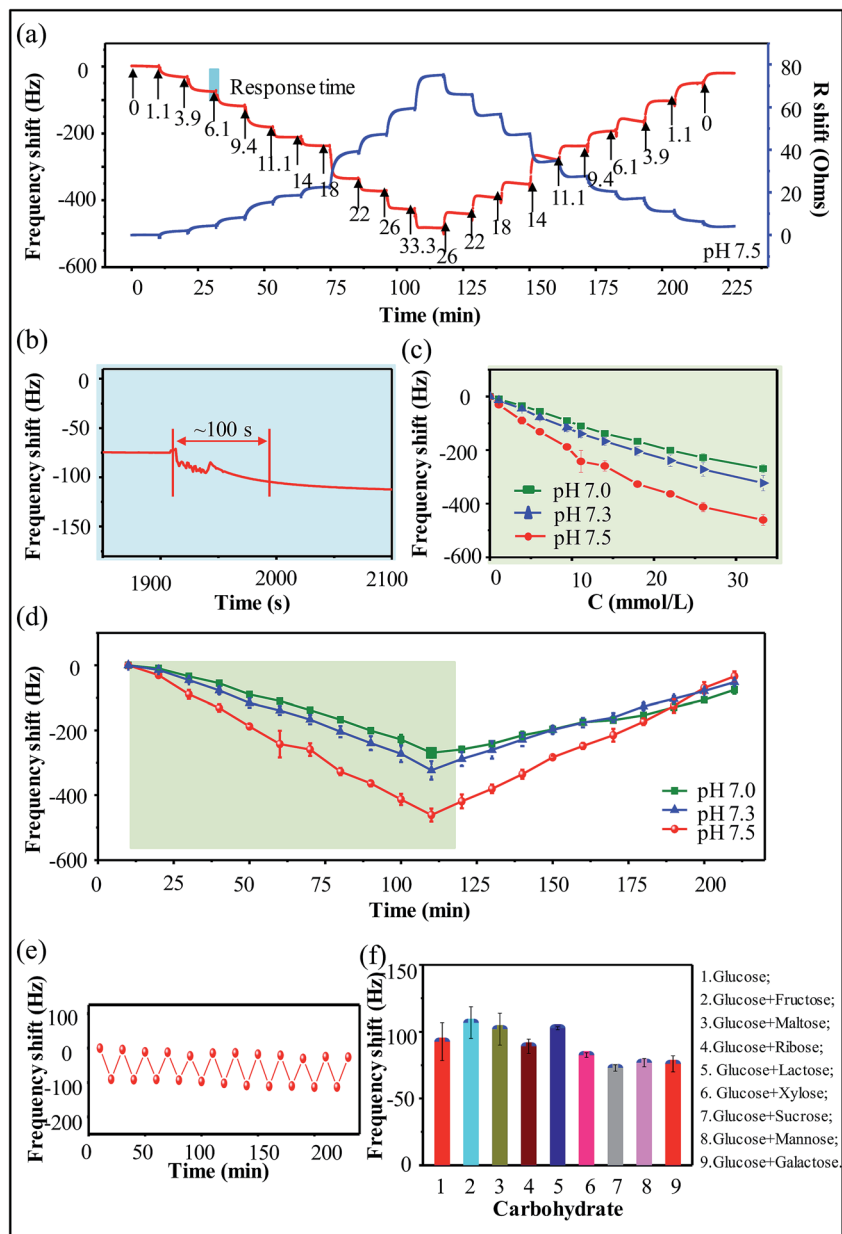 (a)
Frequency shift (Hz)
0
-200
-400
-600
Response time
0
1.1
3.9
6.1
9.4
11.1
14
18
22
26
33.3
26
22
18
14
11.1
9.4
6.1
3.9
1.1
0
80
60
40
20
0
R shift (Ohms)
pH 7.5
0 25 50 75 100 125 150 175 200 225
Time (min)
(b)
Frequency shift (Hz)
0
-50
-100
-150
~100 s
1900 2000 2100
Time (s)
(c)
Frequency shift (Hz)
0
-200
-400
-600
pH 7.0
pH 7.3
pH 7.5
0 10 20 30
C (mmol/L)
(d)
Frequency shift (Hz)
0
-200
-400
-600
pH 7.0
pH 7.3
pH 7.5
0 25 50 75 100 125 150 175 200
Time (min)
(e)
Frequency shift (Hz)
100
0
-100
-200
0 50 100 150 200
Time (min)
(f)
Frequency shift (Hz)
-150
-100
-50
0
1 2 3 4 5 6 7 8 9
Carbohydrate
1.Glucose;
2.Glucose+Fructose;
3.Glucose+Maltose;
4.Glucose+Ribose;
5. Glucose+Lactose;
6. Glucose+Xylose;
7.Glucose+Sucrose;
8.Glucose+Mannose;
9.Glucose+Galactose.